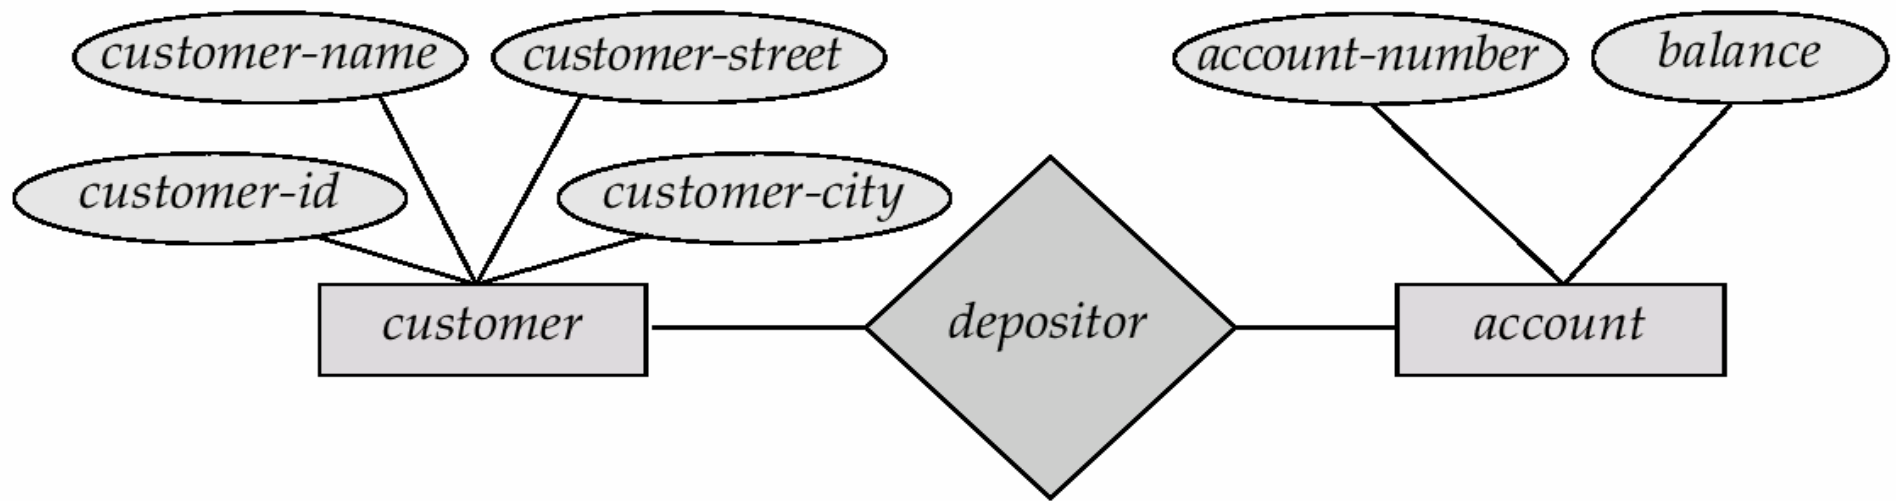 customer-name
customer-street
account-number
balance
customer-id
customer-city
customer
depositor
account